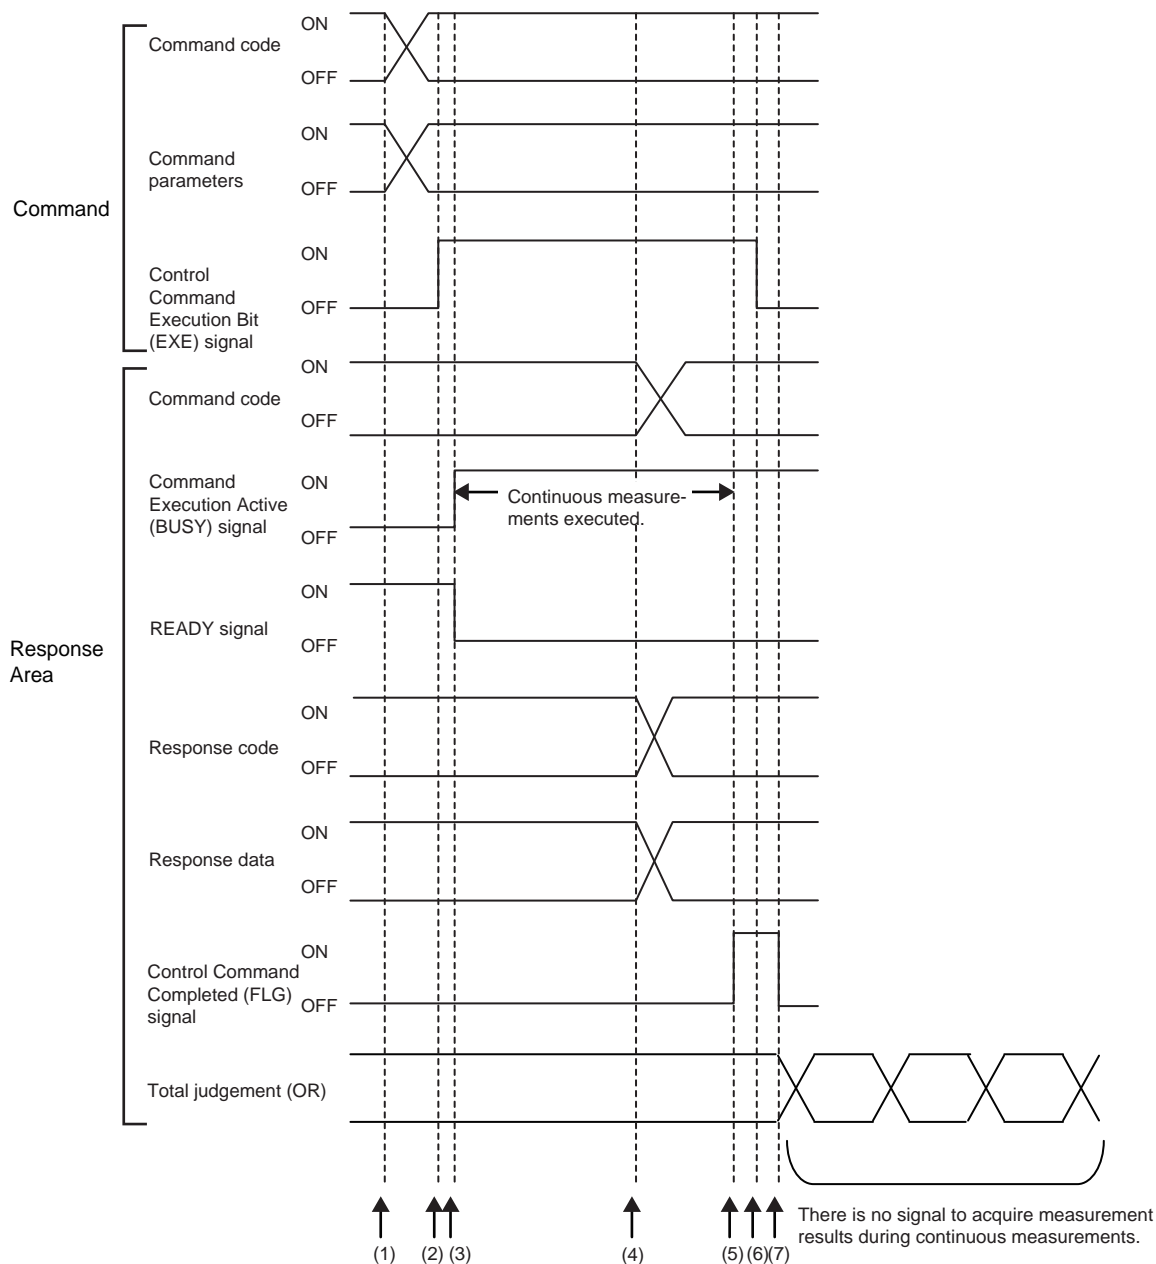 Command
Command code
ON
OFF
Command
parameters
ON
OFF
Control
Command
Execution Bit
(EXE) signal
ON
OFF
Response
Area
Command code
ON
OFF
Command
Execution Active
(BUSY) signal
ON
OFF
Continuous measure-
ments executed.
READY signal
ON
OFF
Response code
ON
OFF
Response data
ON
OFF
Control Command
Completed (FLG)
signal
ON
OFF
Total judgement (OR)
(1)
(2)
(3)
(4)
(5)
(6)
(7)
There is no signal to acquire measurement
results during continuous measurements.